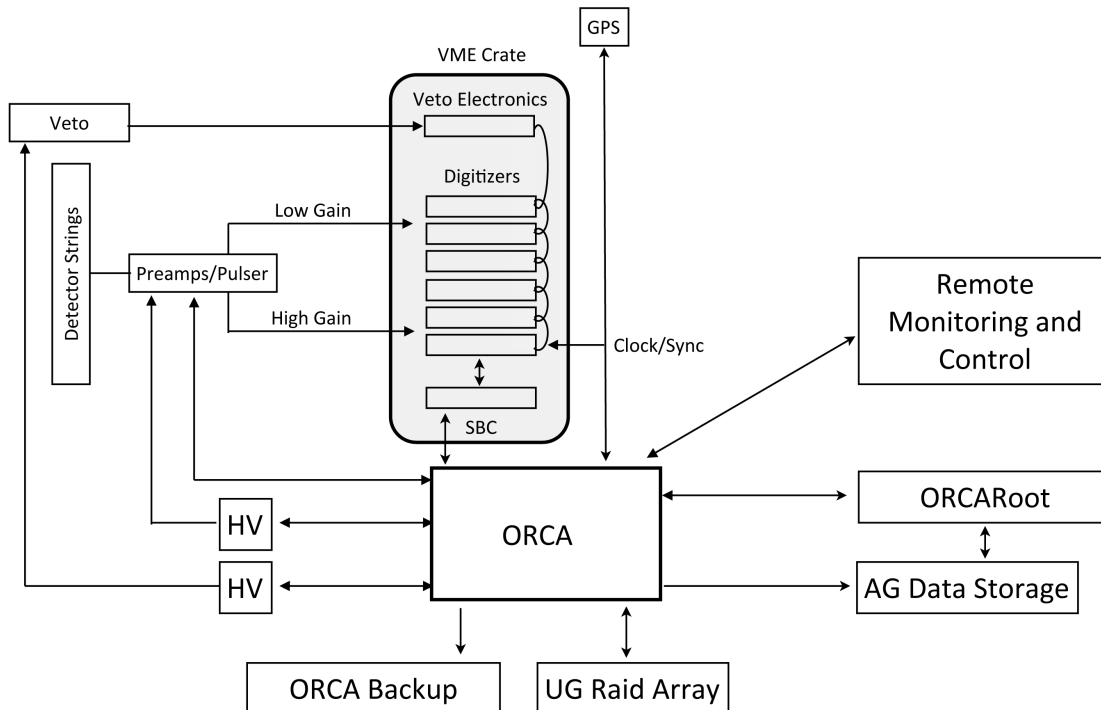 GPS
VME Crate
Veto Electronics
Veto
Digitizers
Detector Strings
Low Gain
Preamps/Pulser
High Gain
Clock/Sync
Remote
Monitoring and
Control
SBC
ORCA
HV
HV
ORCARoot
AG Data Storage
ORCA Backup
UG Raid Array